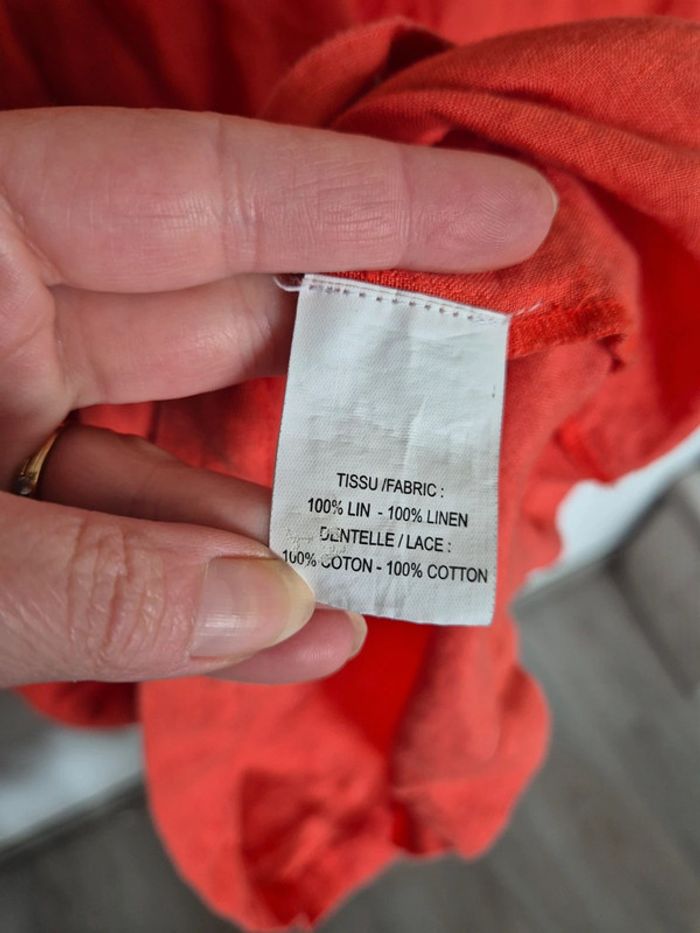 TISSU /FABRIC :
100% LIN - 100% LINEN
DENTELLE / LACE :
100% COTON - 100% COTTON